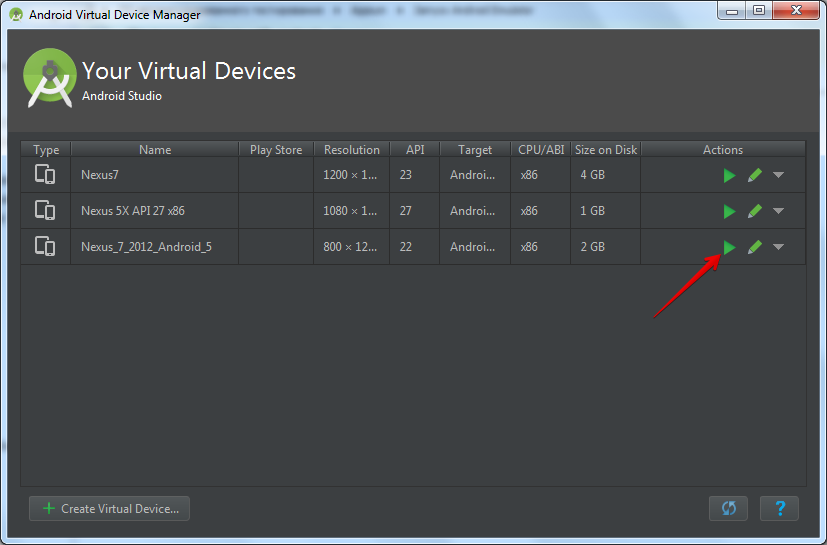 Android Virtual Device Manager
Your Virtual Devices
Android Studio
Type Name Play Store Resolution API Target CPU/ABI Size on Disk Actions
Nexus7 1200 × 1... 23 Androi... x86 4 GB
Nexus 5X API 27 x86 1080 × 1... 27 Androi... x86 1 GB
Nexus_7_2012_Android_5 800 × 12... 22 Androi... x86 2 GB
Create Virtual Device...
?